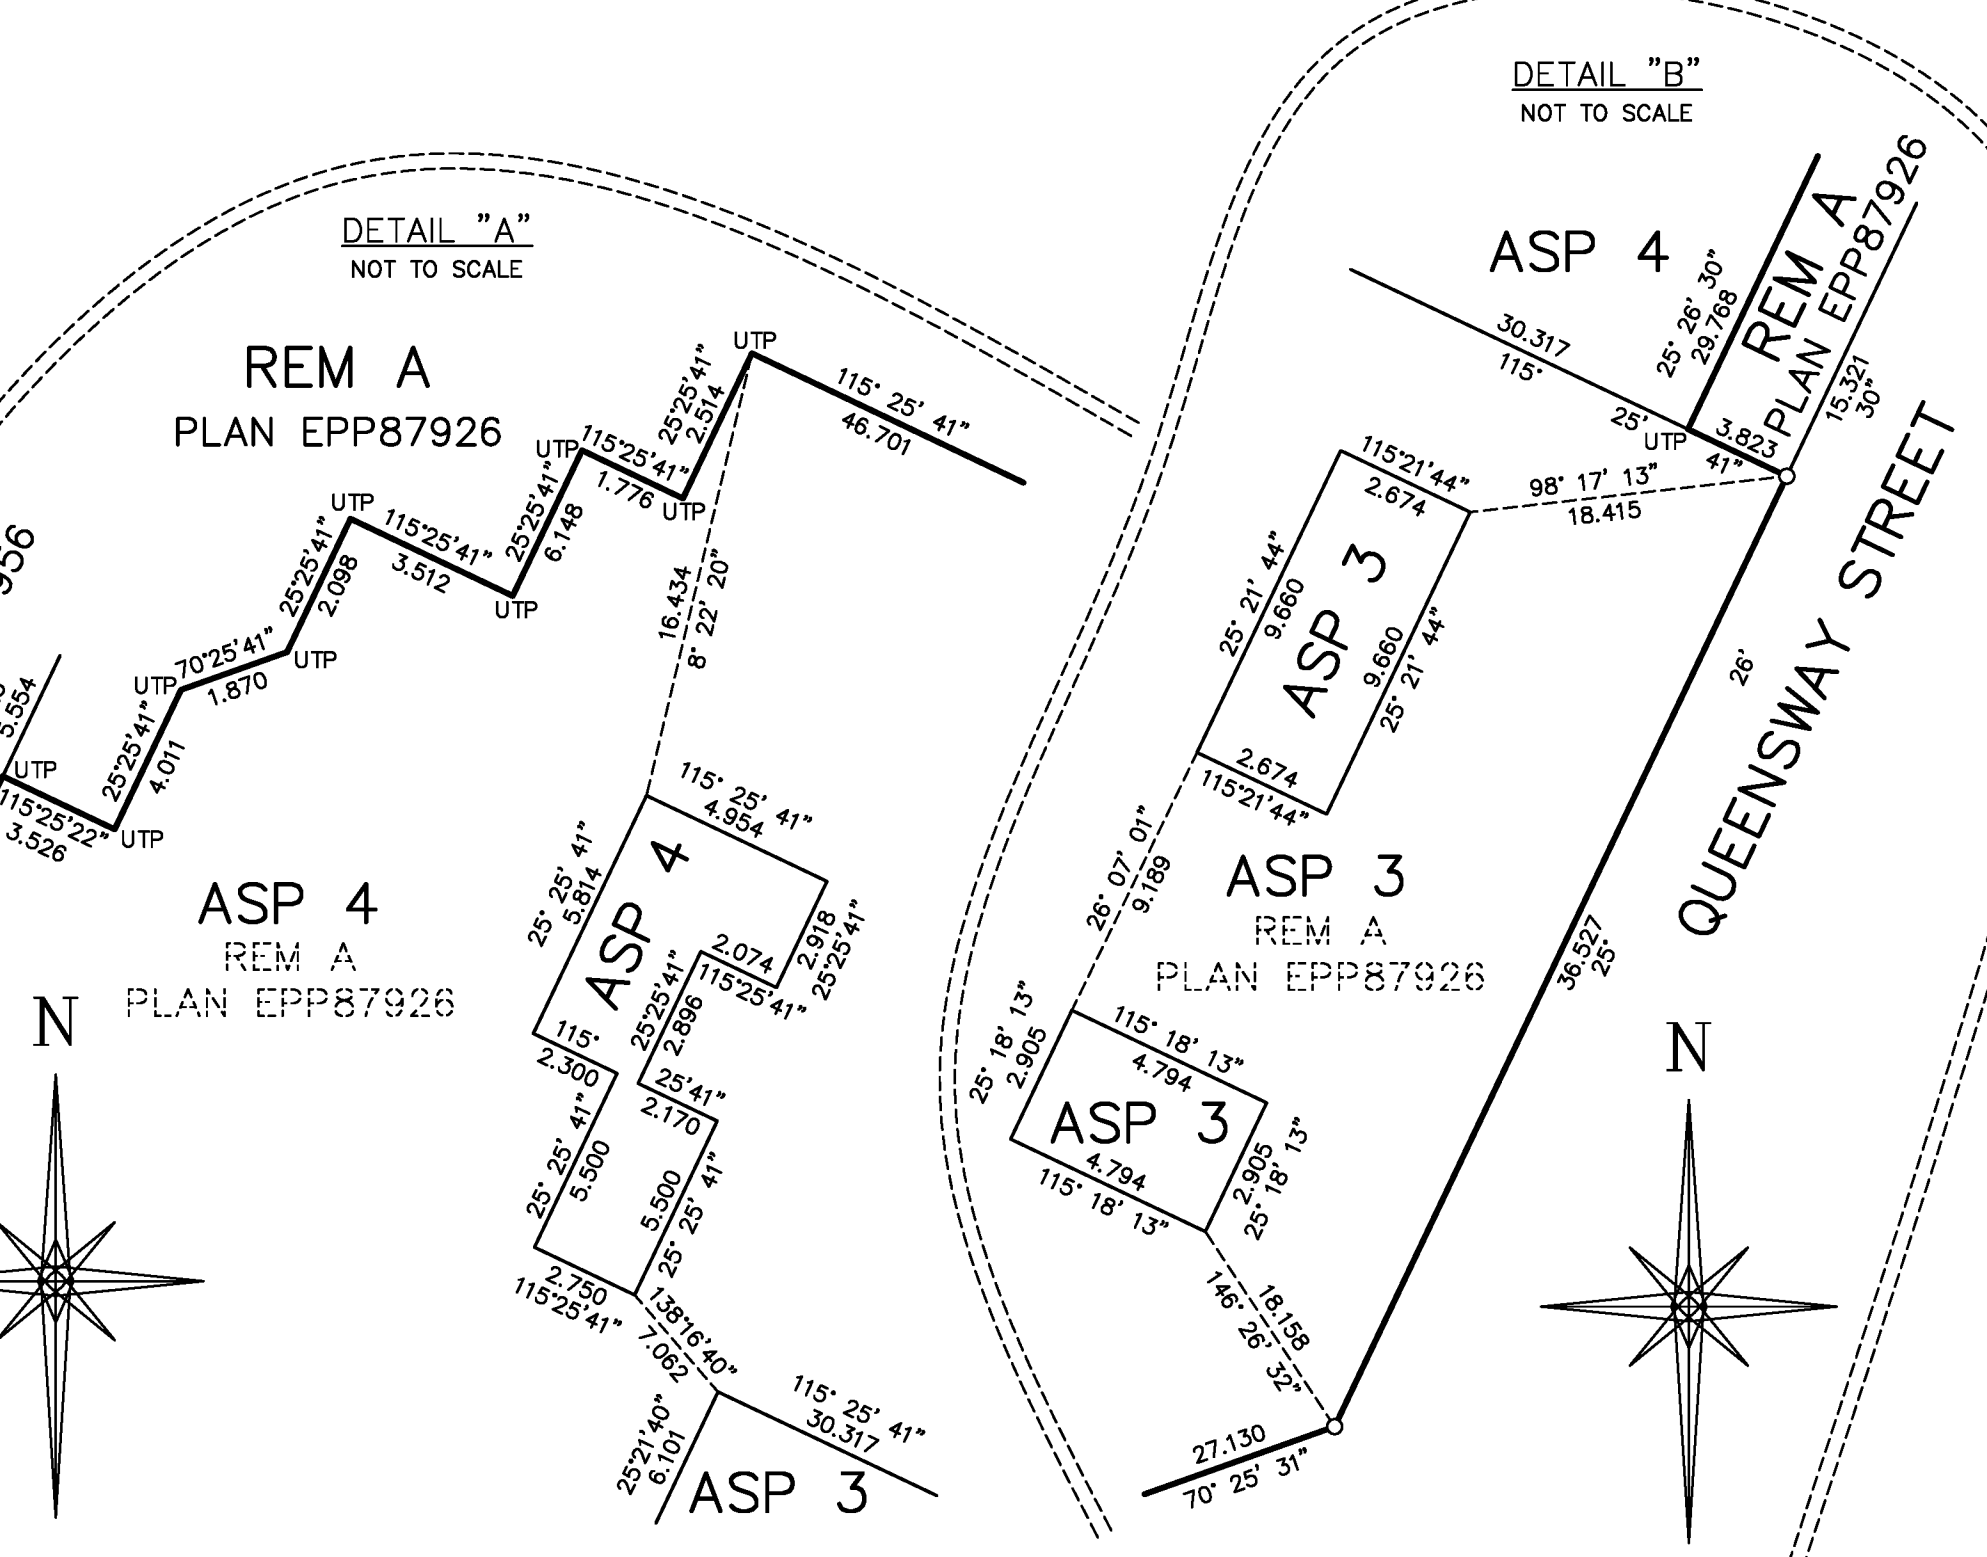 DETAIL "A"
NOT TO SCALE
REM A
PLAN EPP87926
UTP
25°25'41"
2.514
115° 25' 41"
46.701
UTP
115°25'41"
1.776
UTP
25°25'41"
6.148
UTP
115°25'41"
3.512
UTP
25°25'41"
2.098
UTP
70°25'41"
1.870
UTP
25°25'41"
4.011
UTP
5.554
UTP
115°25'22"
3.526
16.434
8° 22' 20"
ASP 4
REM A
PLAN EPP87926
N
115° 25' 41"
4.954
25° 25' 41"
5.814
ASP 4
2.918
25°25'41"
2.074
115°25'41"
25°25'41"
2.896
115°
2.300
25'41"
2.170
25° 25' 41"
5.500
5.500
25° 25' 41"
2.750
115°25'41"
138°16'40"
7.062
115° 25' 41"
30.317
25°21'40"
6.101
ASP 3
DETAIL "B"
NOT TO SCALE
ASP 4
REM A
PLAN EPP87926
25° 26' 30"
29.768
30.317
115°
25'
UTP
3.823
41"
15.321
30"
98° 17' 13"
18.415
115°21'44"
2.674
25° 21' 44"
9.660
ASP 3
9.660
25° 21' 44"
2.674
115°21'44"
26° 07' 01"
9.189
ASP 3
REM A
PLAN EPP87926
QUEENSWAY STREET
26'
36.527
25°
25° 18' 13"
2.905
115° 18' 13"
4.794
ASP 3
4.794
115° 18' 13"
2.905
25° 18' 13"
18.158
146° 26' 32"
27.130
70° 25' 31"
N